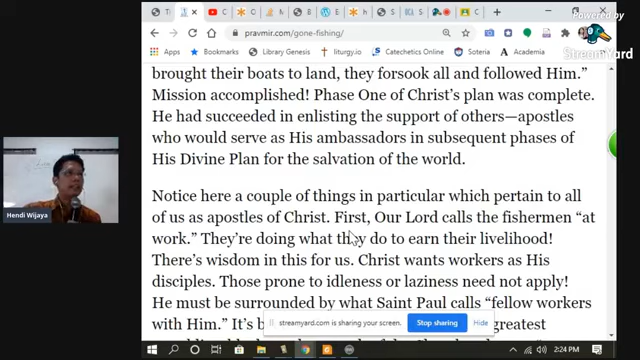 Powered by
StreamYard
pravmir.com/gone-fishing/
Bookmarks
Library Genesis
liturgy.io
Catechetics Online
Soteria
Academia
brought their boats to land, they forsook all and followed Him.”
Mission accomplished! Phase One of Christ’s plan was complete.
He had succeeded in enlisting the support of others—apostles
who would serve as His ambassadors in subsequent phases of
His Divine Plan for the salvation of the world.
Notice here a couple of things in particular which pertain to all
of us as apostles of Christ. First, Our Lord calls the fishermen “at
work.” They’re doing what they do to earn their livelihood!
There’s wisdom in this for us. Christ wants workers as His
disciples. Those prone to idleness or laziness need not apply!
He must be surrounded by what Saint Paul calls “fellow workers
with Him.” It’s
greatest
streamyard.com is sharing your screen.
Stop sharing
Hide
Hendi Wijaya
2:24 PM